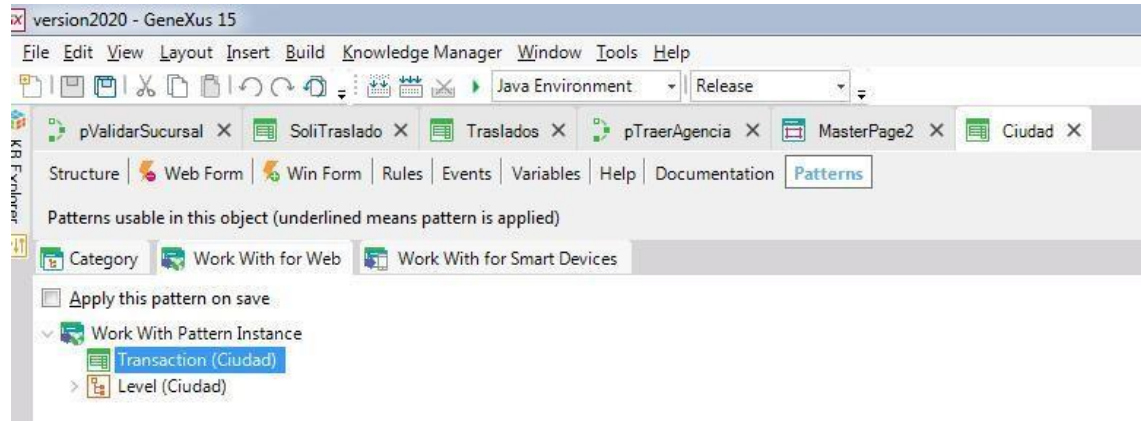 version2020 - GeneXus 15
File Edit View Layout Insert Build Knowledge Manager Window Tools Help
Java Environment Release
pValidarSucursal SoliTraslado Traslados pTraerAgencia MasterPage2 Ciudad
Structure Web Form Win Form Rules Events Variables Help Documentation Patterns
Patterns usable in this object (underlined means pattern is applied)
KB Explorer
Category Work With for Web Work With for Smart Devices
Apply this pattern on save
Work With Pattern Instance
Transaction (Ciudad)
Level (Ciudad)